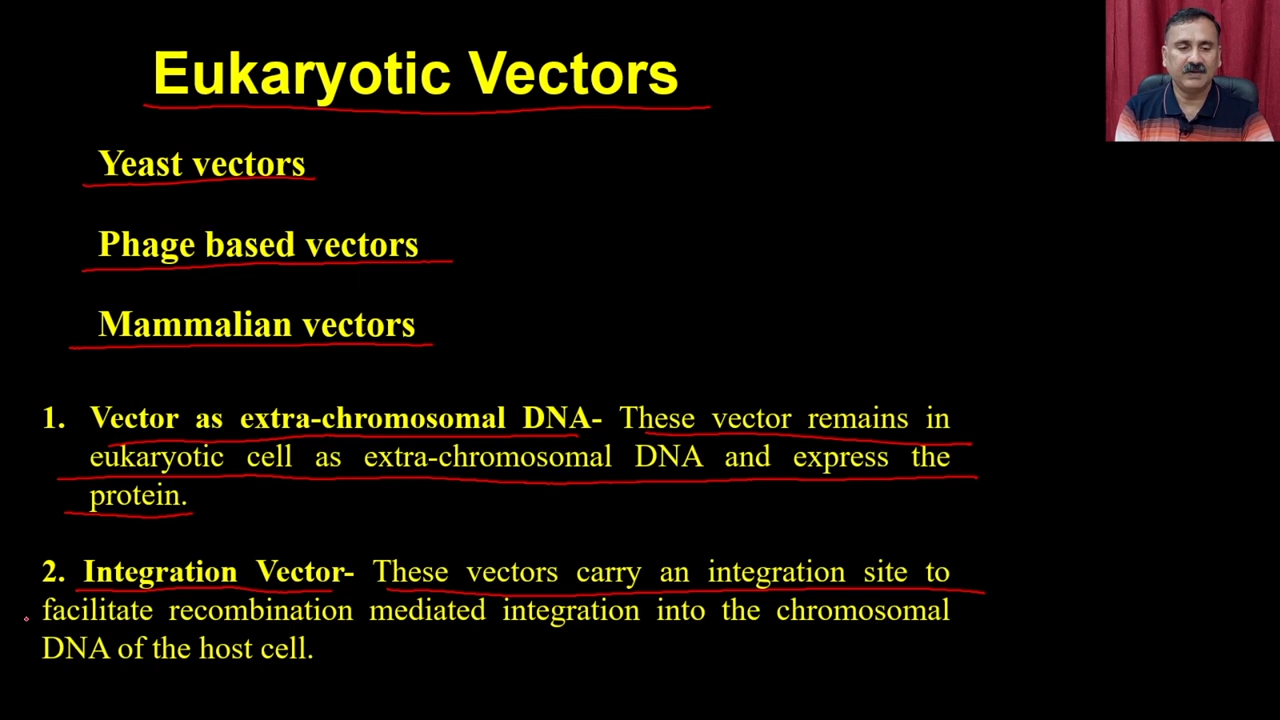 Eukaryotic Vectors
Yeast vectors
Phage based vectors
Mammalian vectors
1. Vector as extra-chromosomal DNA- These vector remains in
eukaryotic cell as extra-chromosomal DNA and express the
protein.
2. Integration Vector- These vectors carry an integration site to
facilitate recombination mediated integration into the chromosomal
DNA of the host cell.